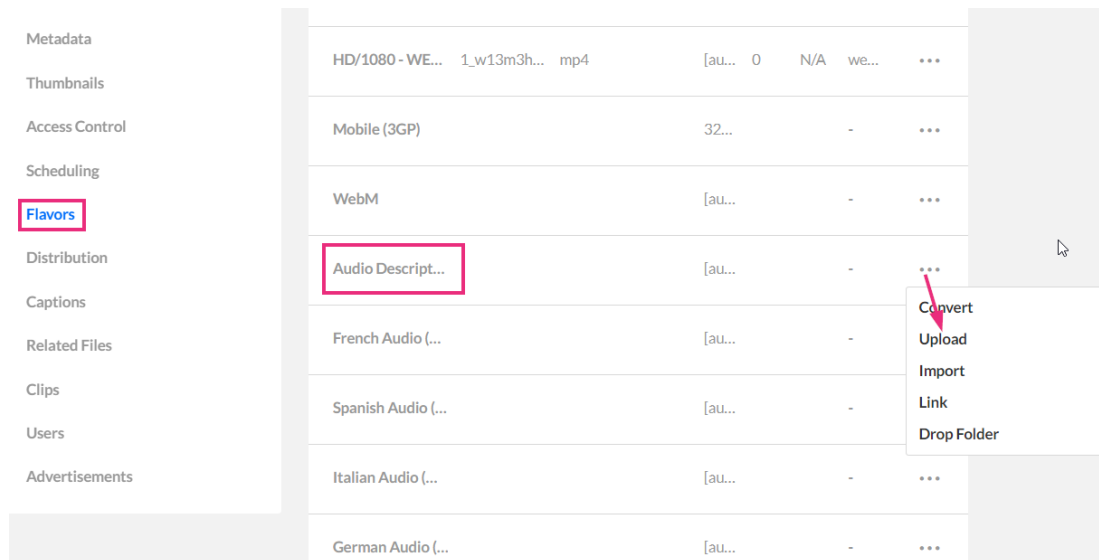 Metadata
Thumbnails
Access Control
Scheduling
Flavors
Distribution
Captions
Related Files
Clips
Users
Advertisements
HD/1080 - WE... 1_w13m3h... mp4 [au... 0 N/A we... •••
Mobile (3GP) 32... - •••
WebM [au... - •••
Audio Descript... [au... - •••
French Audio (... [au... -
Spanish Audio (... [au... -
Italian Audio (... [au... - •••
German Audio (... [au... - •••
Convert
Upload
Import
Link
Drop Folder